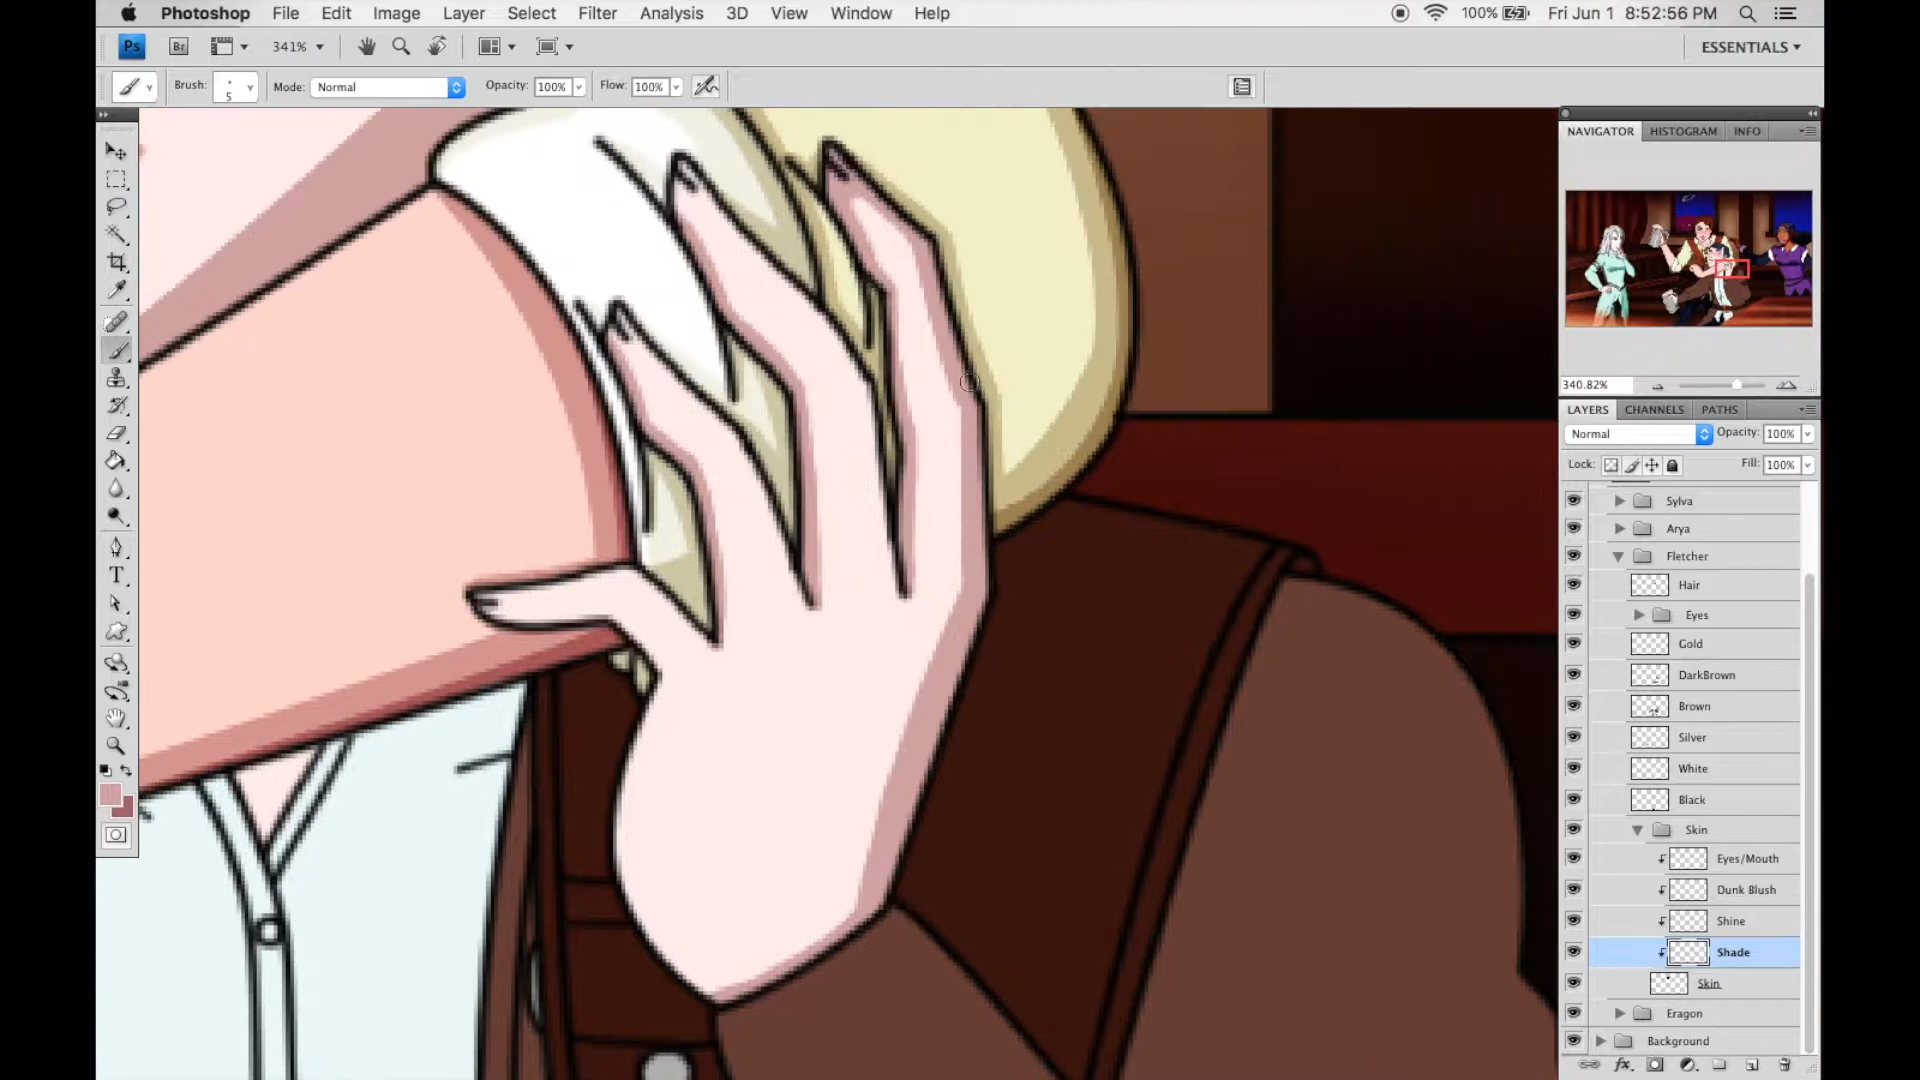 Photoshop File Edit Image Layer Select Filter Analysis 3D View Window Help 100% Fri Jun 1 8:52:56 PM
Ps Br 341% ESSENTIALS
Brush: 5 Mode: Normal Opacity: 100% Flow: 100%
NAVIGATOR HISTOGRAM INFO
340.82%
LAYERS CHANNELS PATHS
Normal Opacity: 100%
Lock: Fill: 100%
Sylva
Arya
Fletcher
Hair
Eyes
Gold
DarkBrown
Brown
Silver
White
Black
Skin
Eyes/Mouth
Dunk Blush
Shine
Shade
Skin
Eragon
Background
T
fx